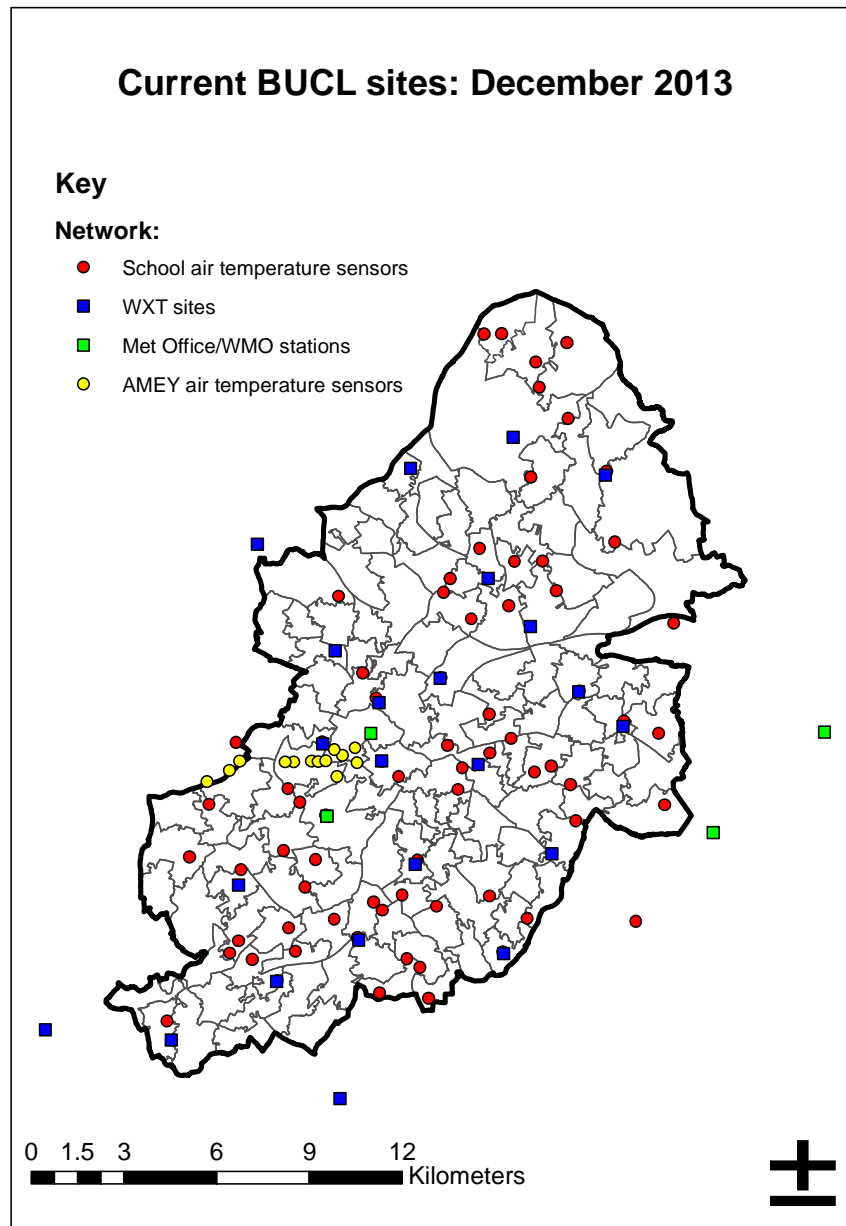 Current BUCL sites: December 2013
Key
Network:
School air temperature sensors
WXT sites
Met Office/WMO stations
AMEY air temperature sensors
0 1.5 3 6 9 12
Kilometers